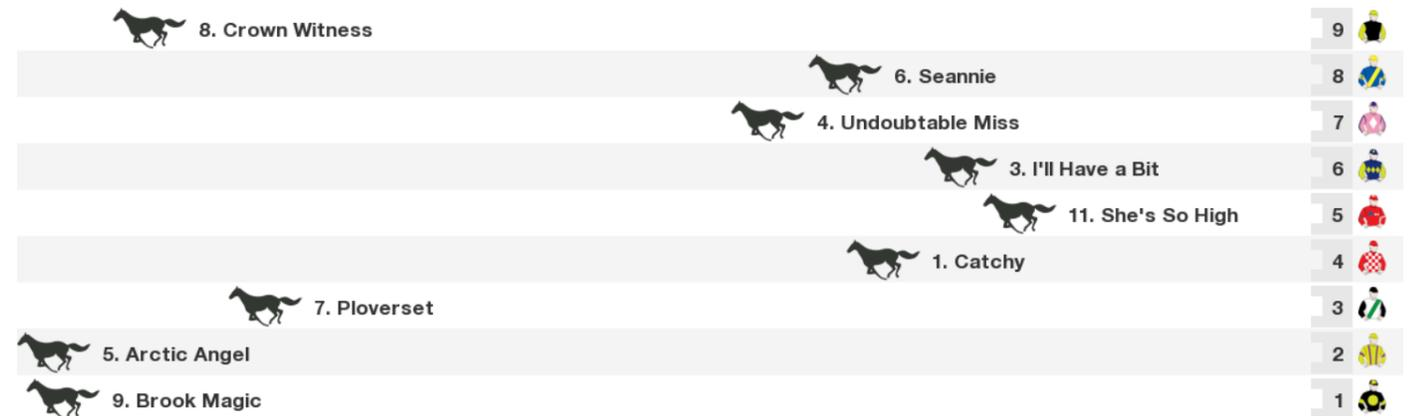 8. Crown Witness 9
6. Seannie 8
4. Undoubtable Miss 7
3. I'll Have a Bit 6
11. She's So High 5
1. Catchy 4
7. Ploverset 3
5. Arctic Angel 2
9. Brook Magic 1